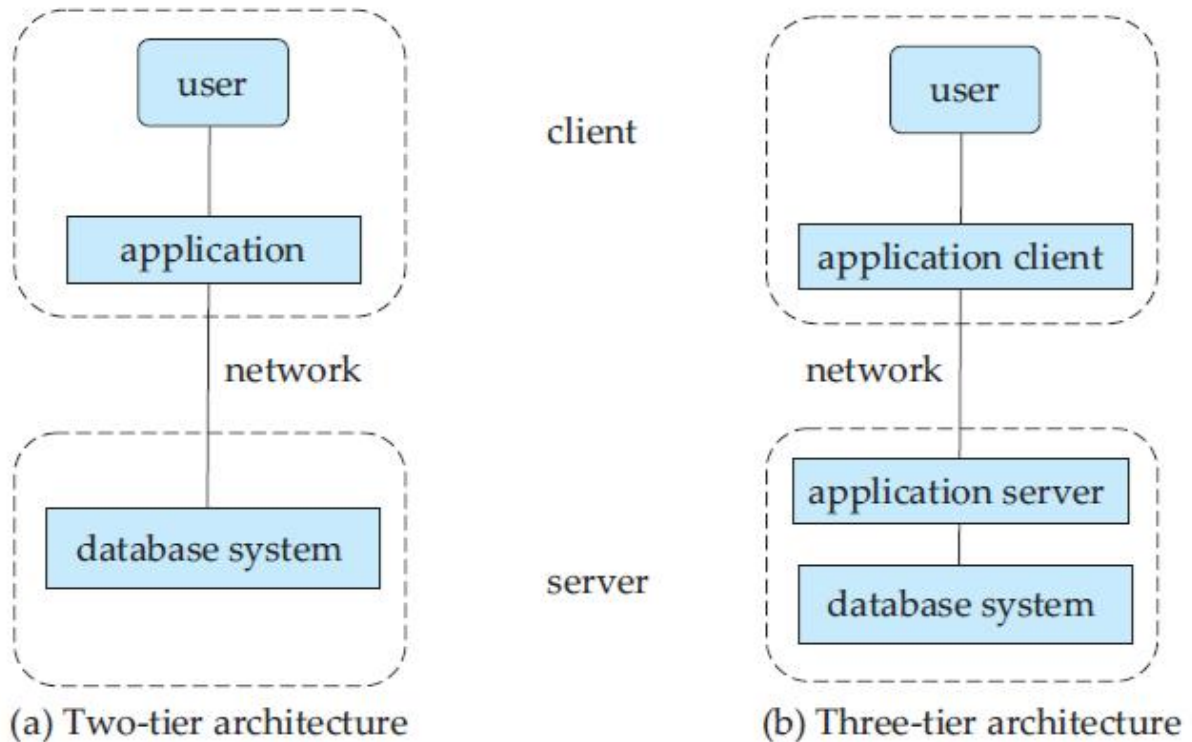 user
application
network
database system
(a) Two-tier architecture
client
server
user
application client
network
application server
database system
(b) Three-tier architecture